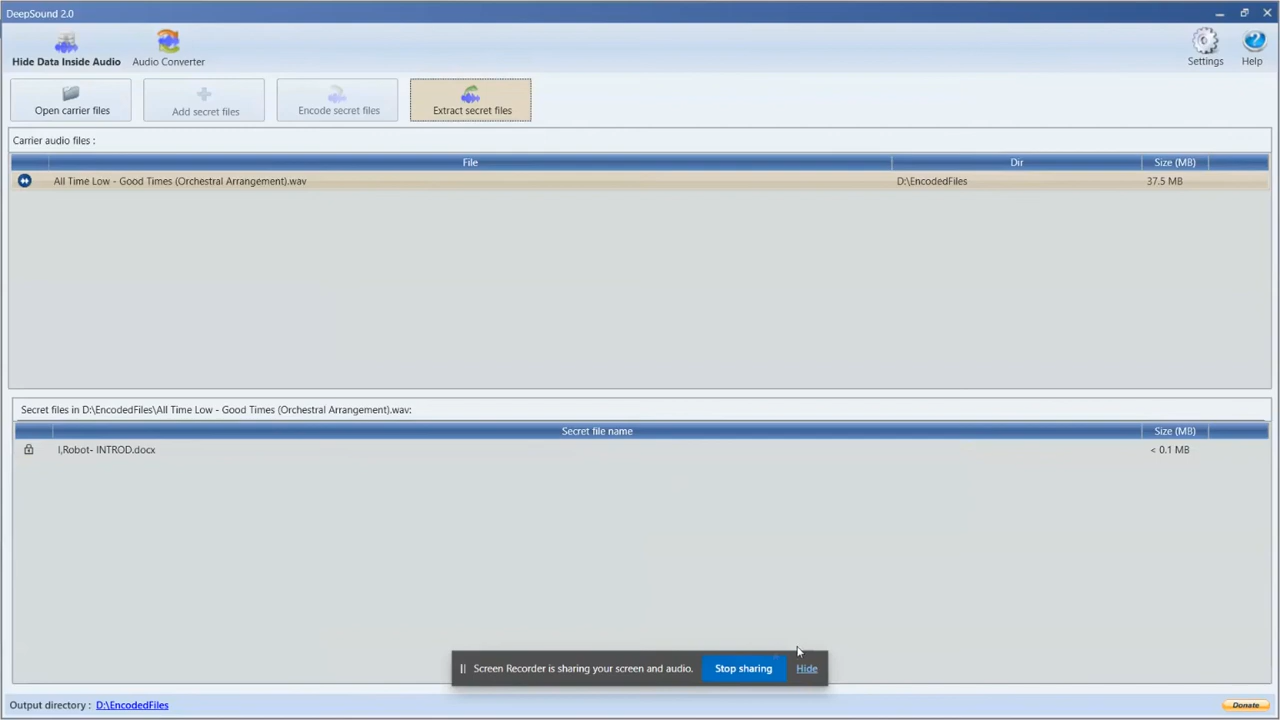 DeepSound 2.0
Hide Data Inside Audio
Audio Converter
Settings
Help
Open carrier files
Add secret files
Encode secret files
Extract secret files
Carrier audio files :
File Dir Size (MB)
All Time Low - Good Times (Orchestral Arrangement).wav D:\EncodedFiles 37.5 MB
Secret files in D:\EncodedFiles\All Time Low - Good Times (Orchestral Arrangement).wav:
Secret file name Size (MB)
I,Robot- INTROD.docx < 0.1 MB
Screen Recorder is sharing your screen and audio. Stop sharing Hide
Output directory : D:\EncodedFiles
Donate